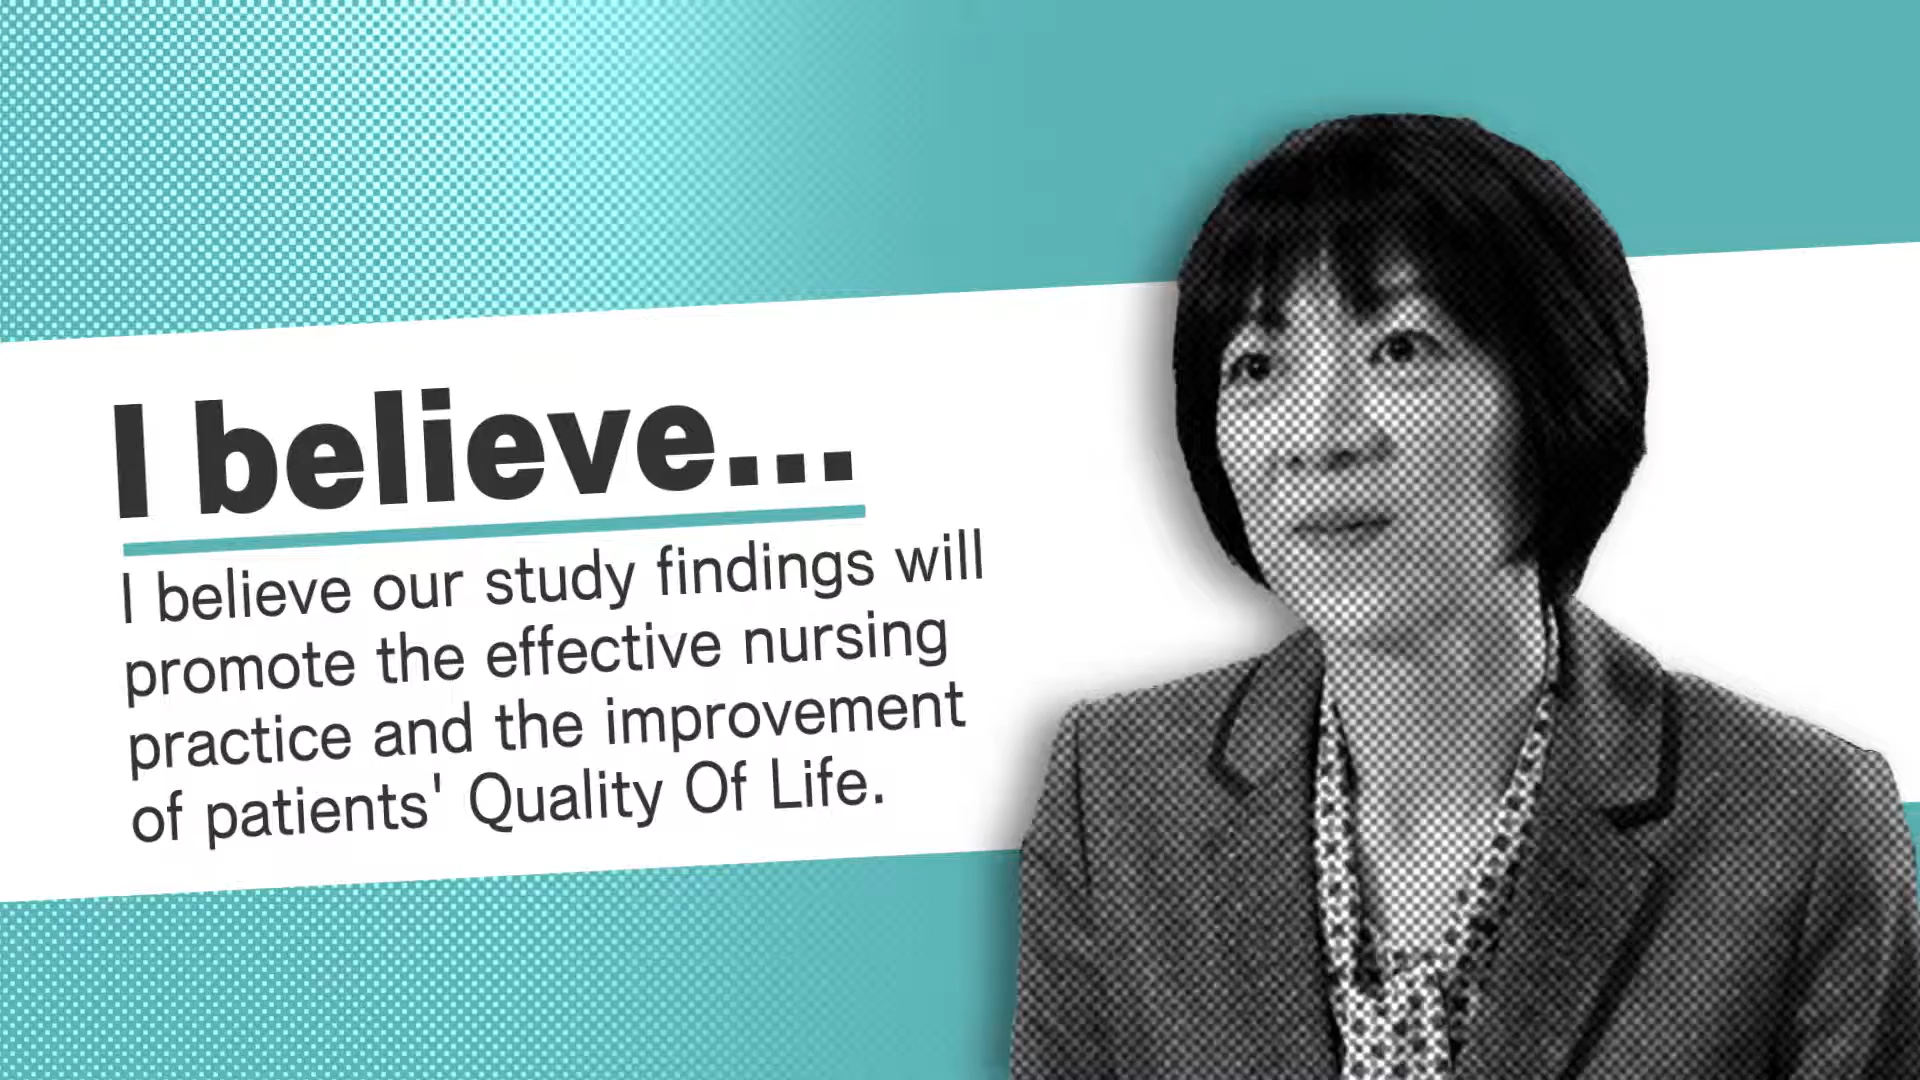 I believe...
I believe our study findings will
promote the effective nursing
practice and the improvement
of patients' Quality Of Life.